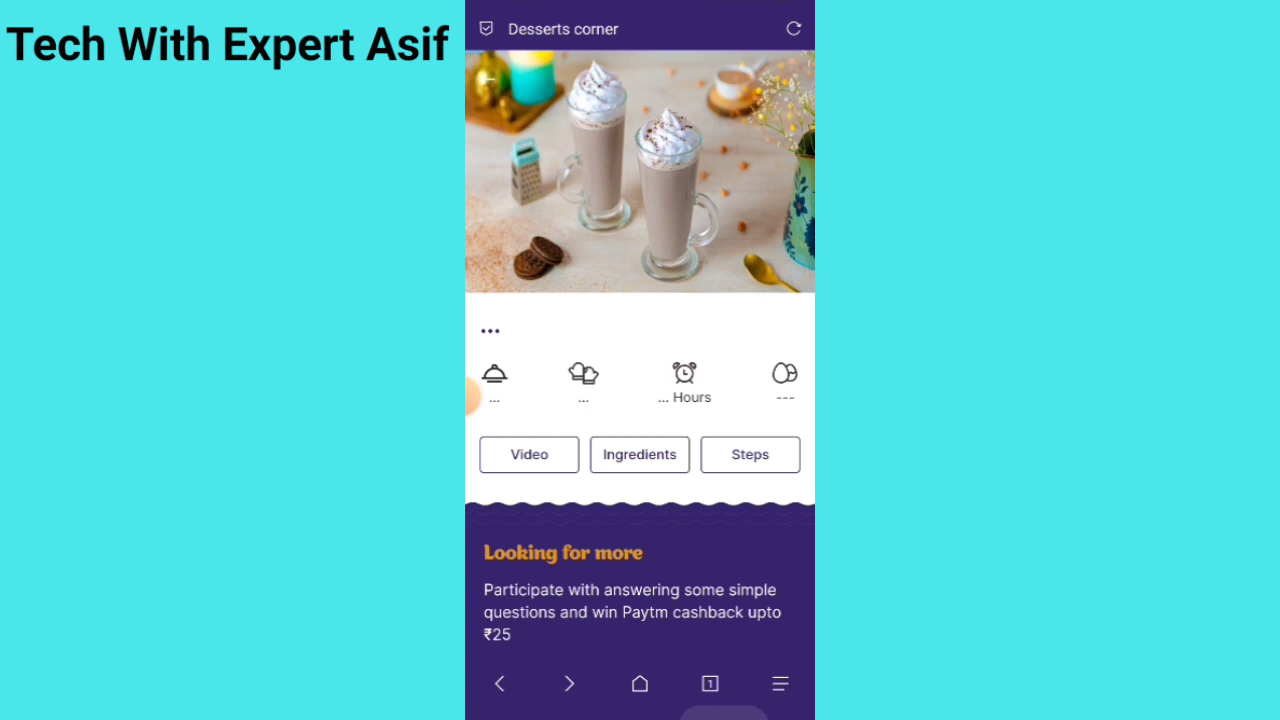 Tech With Expert Asif
Desserts corner
...
...
...
... Hours
---
Video
Ingredients
Steps
Looking for more
Participate with answering some simple
questions and win Paytm cashback upto
₹25
1